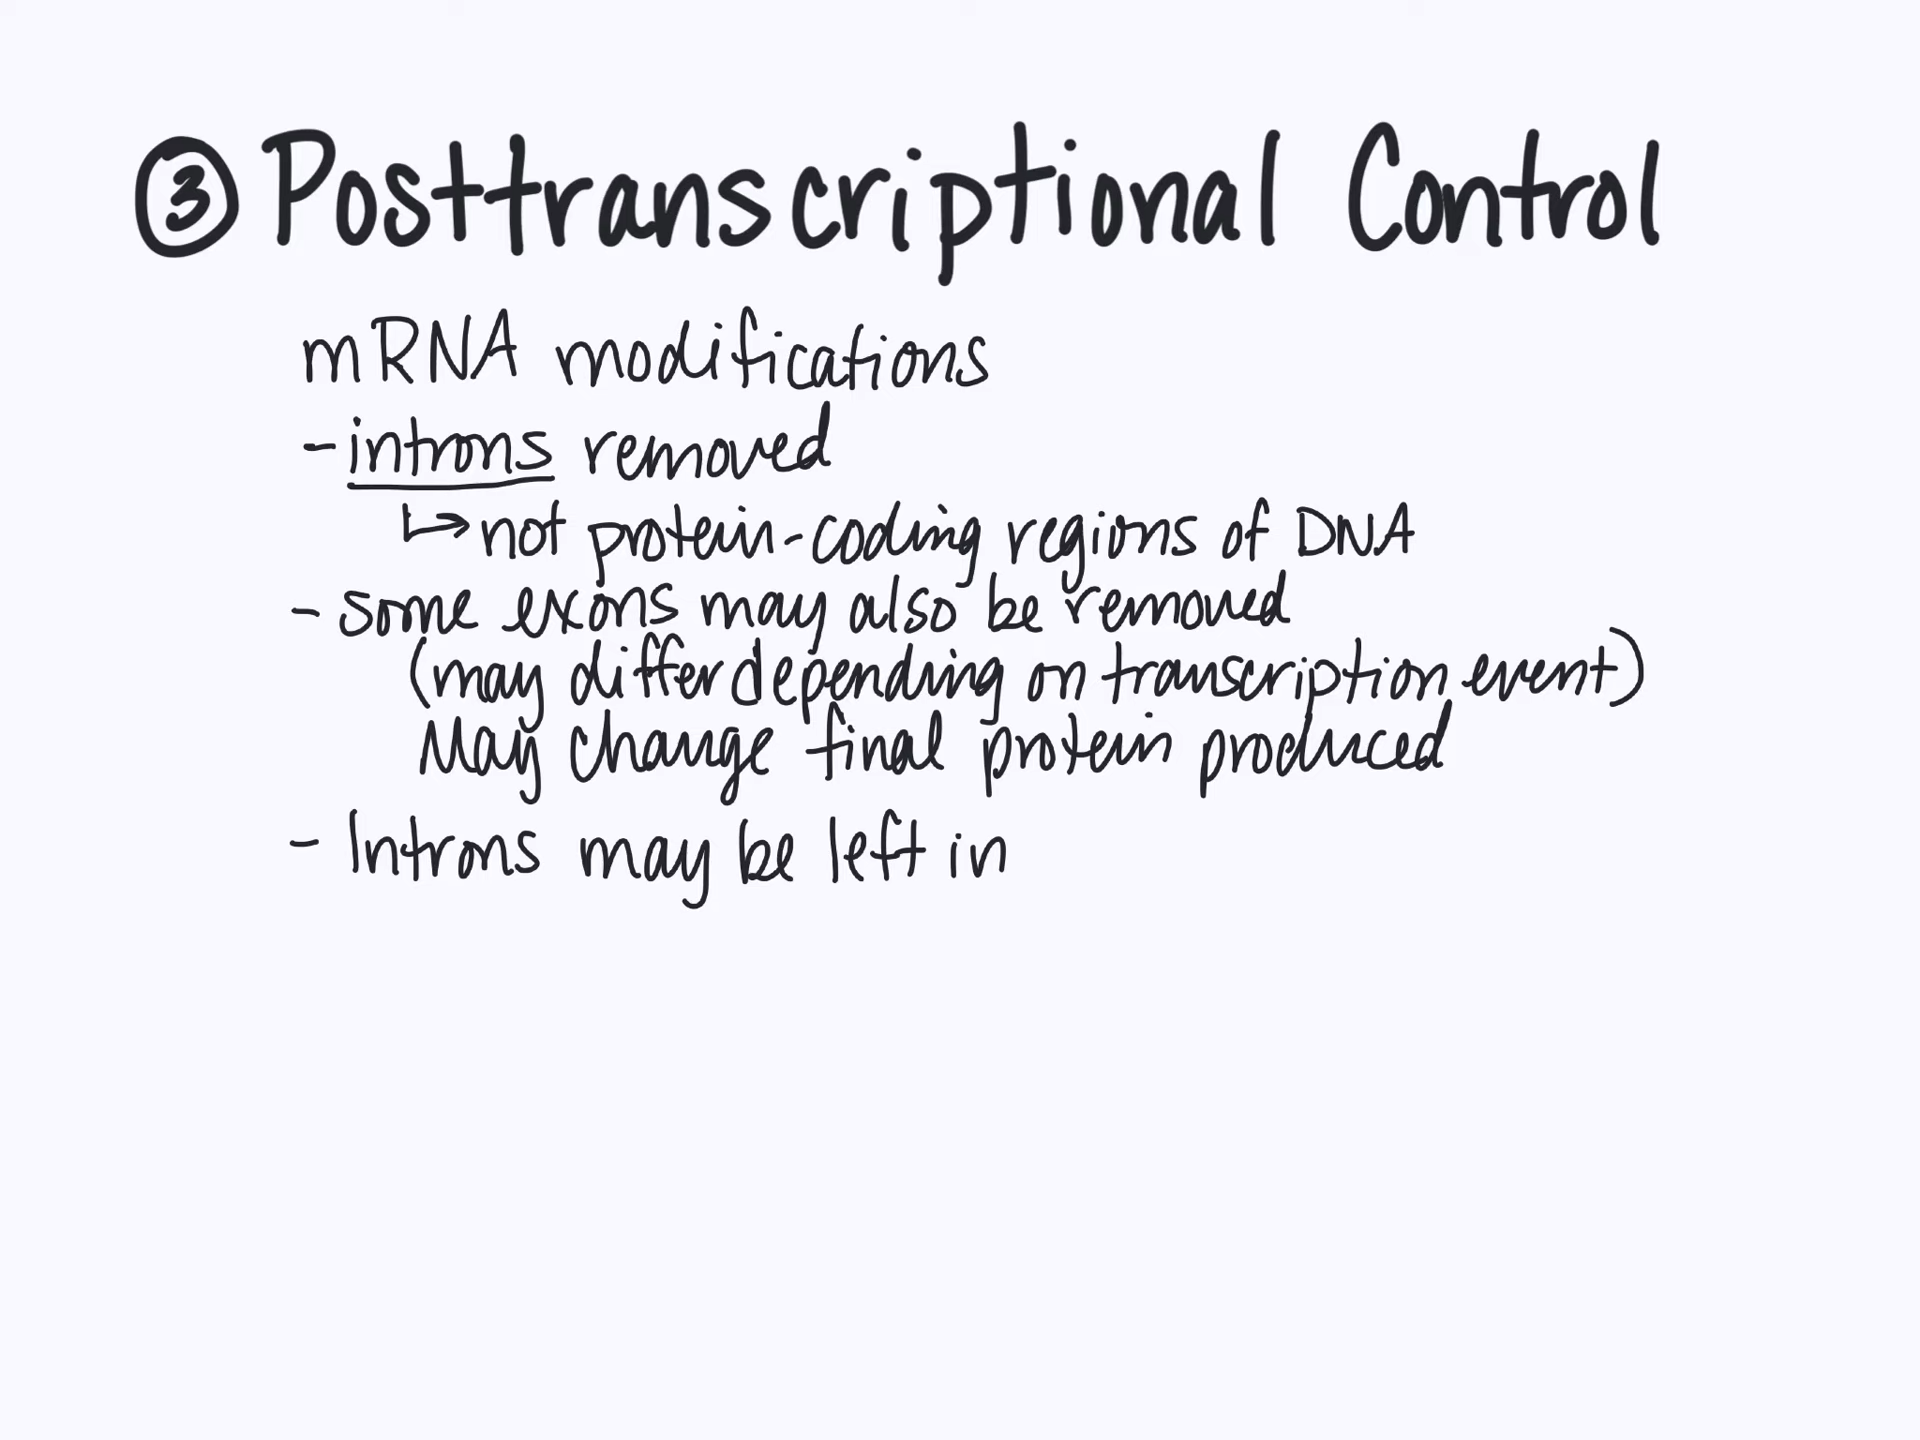 ③ Posttranscriptional Control
mRNA modifications
- introns removed
↳ not protein-coding regions of DNA
- some exons may also be removed
(may differ depending on transcription event)
May change final protein produced
- Introns may be left in